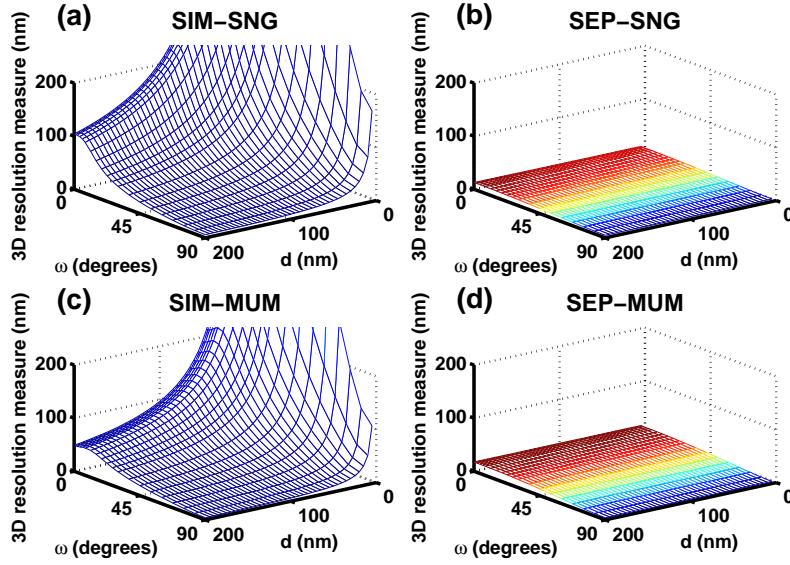 (a) SIM–SNG
3D resolution measure (nm)
200
100
0
0
45
90
ω (degrees)
200
100
0
d (nm)
(b) SEP–SNG
3D resolution measure (nm)
200
100
0
0
45
90
ω (degrees)
200
100
0
d (nm)
(c) SIM–MUM
3D resolution measure (nm)
200
100
0
0
45
90
ω (degrees)
200
100
0
d (nm)
(d) SEP–MUM
3D resolution measure (nm)
200
100
0
0
45
90
ω (degrees)
200
100
0
d (nm)